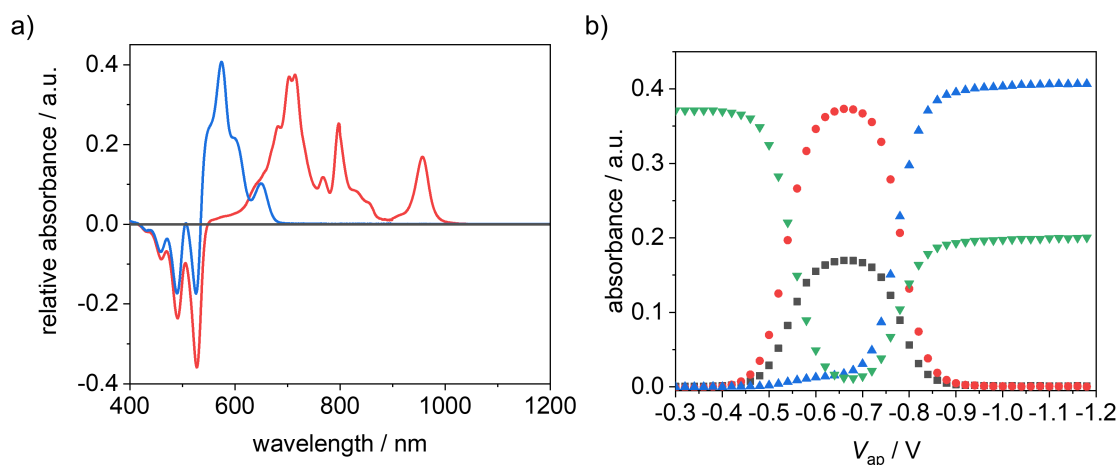 a)
relative absorbance / a.u.
0.4
0.2
0.0
-0.2
-0.4
400 600 800 1000 1200
wavelength / nm
b)
absorbance / a.u.
0.4
0.3
0.2
0.1
0.0
-0.3 -0.4 -0.5 -0.6 -0.7 -0.8 -0.9 -1.0 -1.1 -1.2
Vap / V